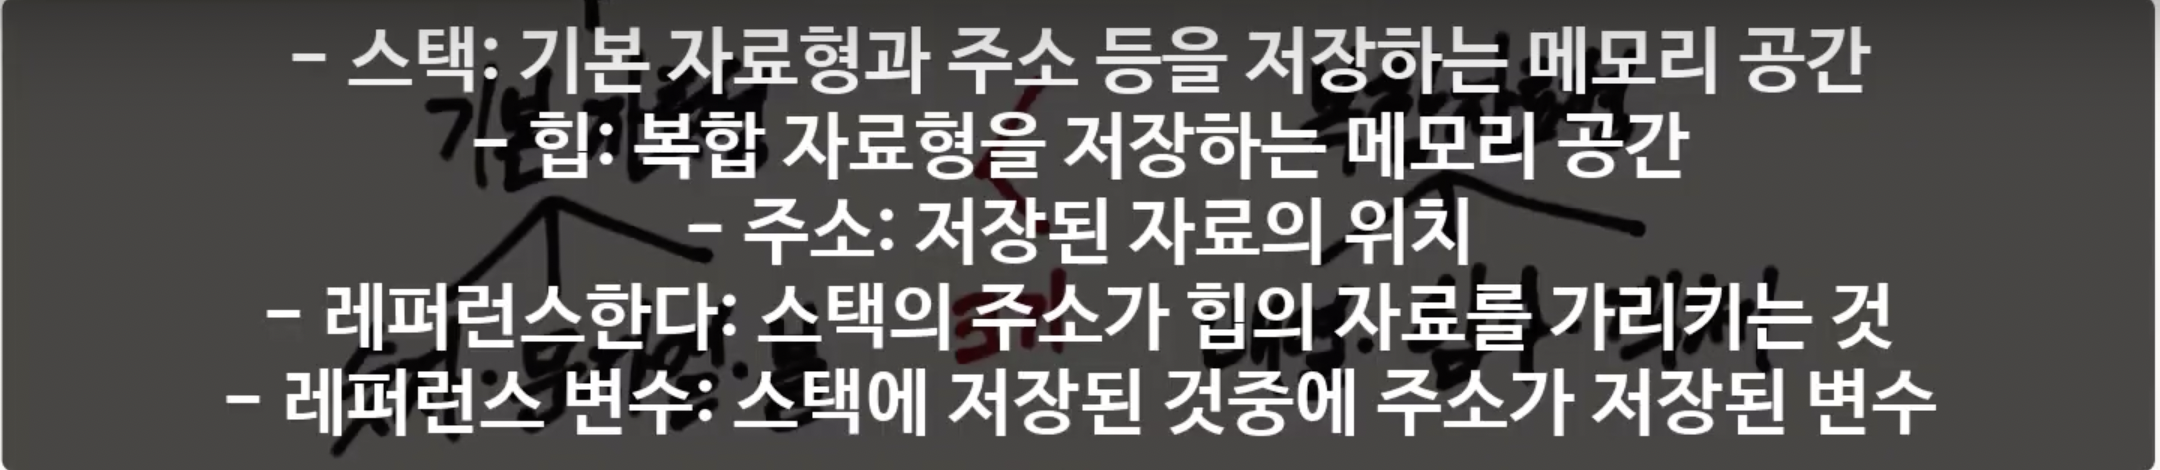 - 스택: 기본 자료형과 주소 등을 저장하는 메모리 공간
- 힙: 복합 자료형을 저장하는 메모리 공간
- 주소: 저장된 자료의 위치
- 레퍼런스한다: 스택의 주소가 힙의 자료를 가리키는 것
- 레퍼런스 변수: 스택에 저장된 것중에 주소가 저장된 변수